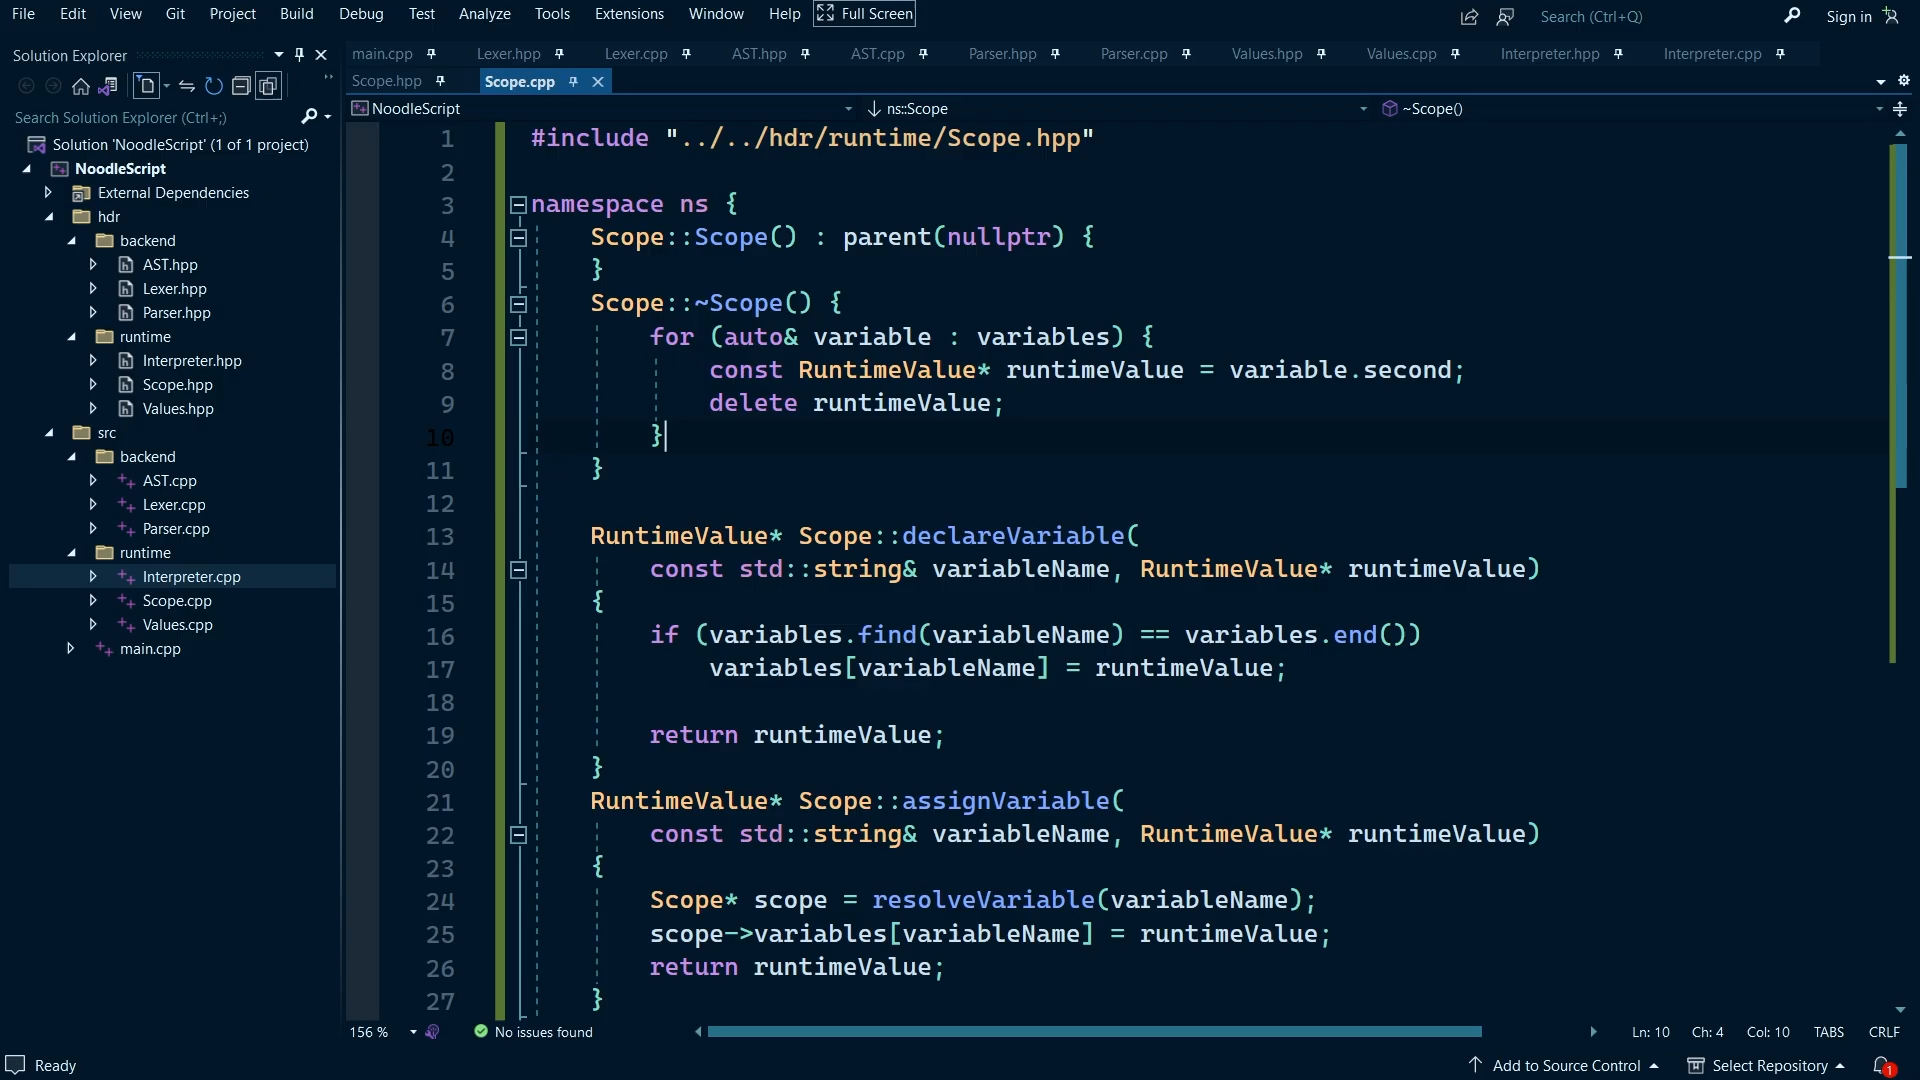 File Edit View Git Project Build Debug Test Analyze Tools Extensions Window Help Full Screen Search (Ctrl+Q) Sign in
Solution Explorer
Search Solution Explorer (Ctrl+;)
Solution 'NoodleScript' (1 of 1 project)
NoodleScript
External Dependencies
hdr
backend
AST.hpp
Lexer.hpp
Parser.hpp
runtime
Interpreter.hpp
Scope.hpp
Values.hpp
src
backend
AST.cpp
Lexer.cpp
Parser.cpp
runtime
Interpreter.cpp
Scope.cpp
Values.cpp
main.cpp
main.cpp Lexer.hpp Lexer.cpp AST.hpp AST.cpp Parser.hpp Parser.cpp Values.hpp Values.cpp Interpreter.hpp Interpreter.cpp
Scope.hpp Scope.cpp
NoodleScript ns::Scope ~Scope()
1 #include "../../hdr/runtime/Scope.hpp"
2
3 namespace ns {
4 Scope::Scope() : parent(nullptr) {
5 }
6 Scope::~Scope() {
7 for (auto& variable : variables) {
8 const RuntimeValue* runtimeValue = variable.second;
9 delete runtimeValue;
10 }
11 }
12
13 RuntimeValue* Scope::declareVariable(
14 const std::string& variableName, RuntimeValue* runtimeValue)
15 {
16 if (variables.find(variableName) == variables.end())
17 variables[variableName] = runtimeValue;
18
19 return runtimeValue;
20 }
21 RuntimeValue* Scope::assignVariable(
22 const std::string& variableName, RuntimeValue* runtimeValue)
23 {
24 Scope* scope = resolveVariable(variableName);
25 scope->variables[variableName] = runtimeValue;
26 return runtimeValue;
27 }
156 % No issues found Ln: 10 Ch: 4 Col: 10 TABS CRLF
Ready Add to Source Control Select Repository 1